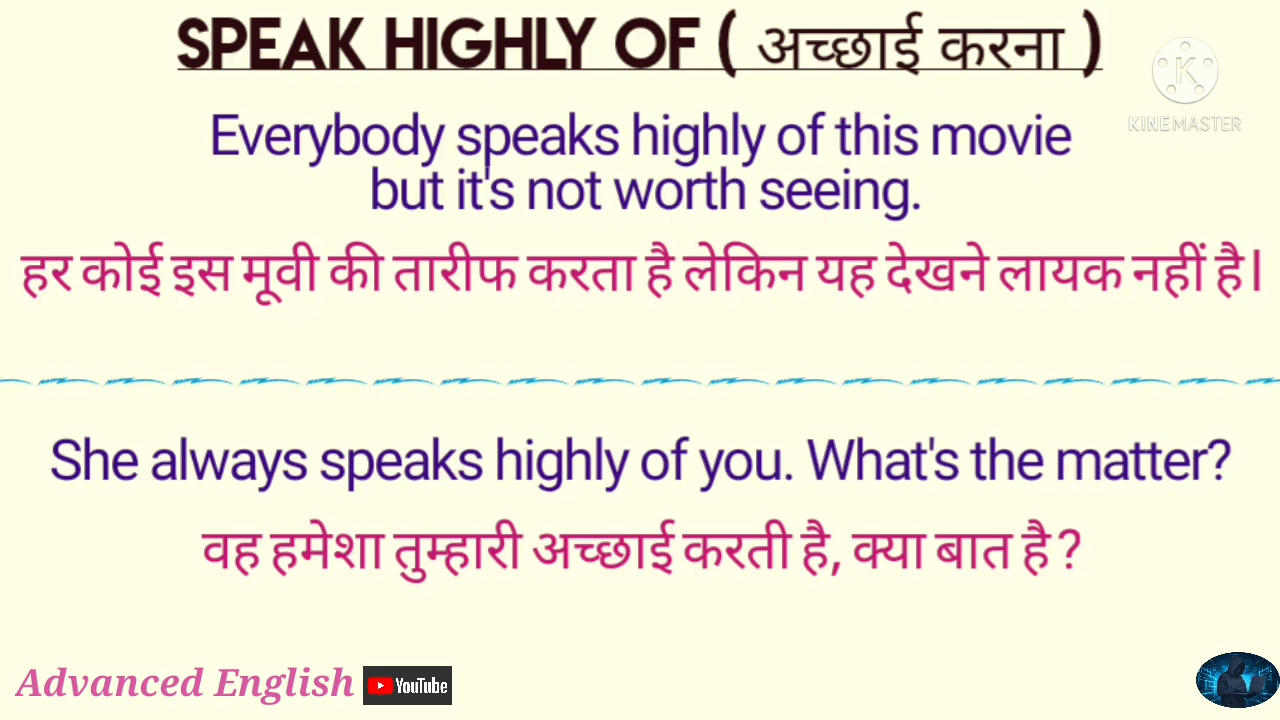 SPEAK HIGHLY OF ( अच्छाई करना )
KINEMASTER
Everybody speaks highly of this movie
but it's not worth seeing.
हर कोई इस मूवी की तारीफ करता है लेकिन यह देखने लायक नहीं है।
She always speaks highly of you. What's the matter?
वह हमेशा तुम्हारी अच्छाई करती है, क्या बात है ?
Advanced English YouTube